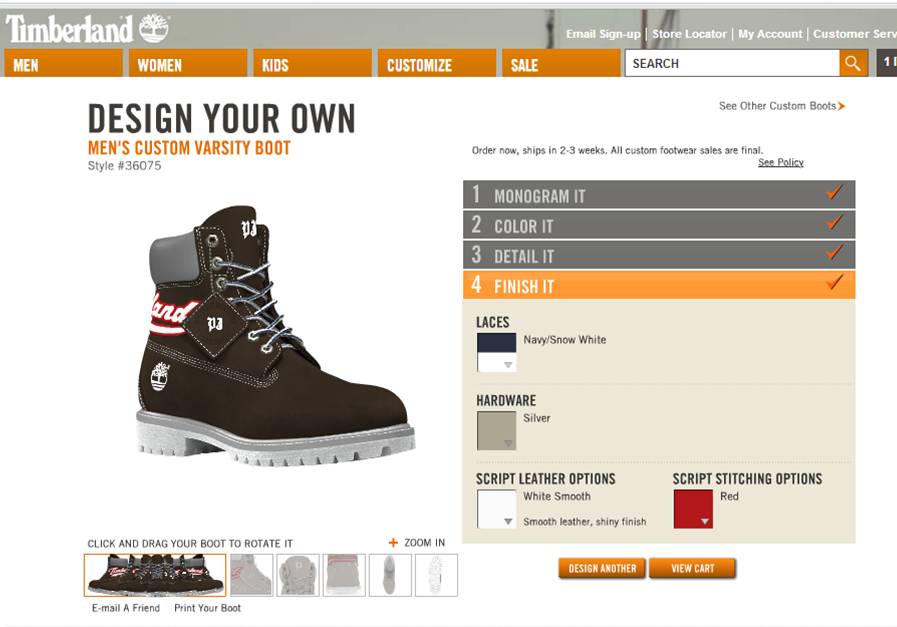 Timberland
Email Sign-up | Store Locator | My Account | Customer Serv
MEN WOMEN KIDS CUSTOMIZE SALE SEARCH 1
DESIGN YOUR OWN
See Other Custom Boots
MEN'S CUSTOM VARSITY BOOT
Style #36075
Order now, ships in 2-3 weeks. All custom footwear sales are final.
See Policy
1 MONOGRAM IT
2 COLOR IT
3 DETAIL IT
4 FINISH IT
PJ
land
PJ
LACES
Navy/Snow White
HARDWARE
Silver
SCRIPT LEATHER OPTIONS
White Smooth
Smooth leather, shiny finish
SCRIPT STITCHING OPTIONS
Red
CLICK AND DRAG YOUR BOOT TO ROTATE IT
+ ZOOM IN
DESIGN ANOTHER
VIEW CART
E-mail A Friend
Print Your Boot